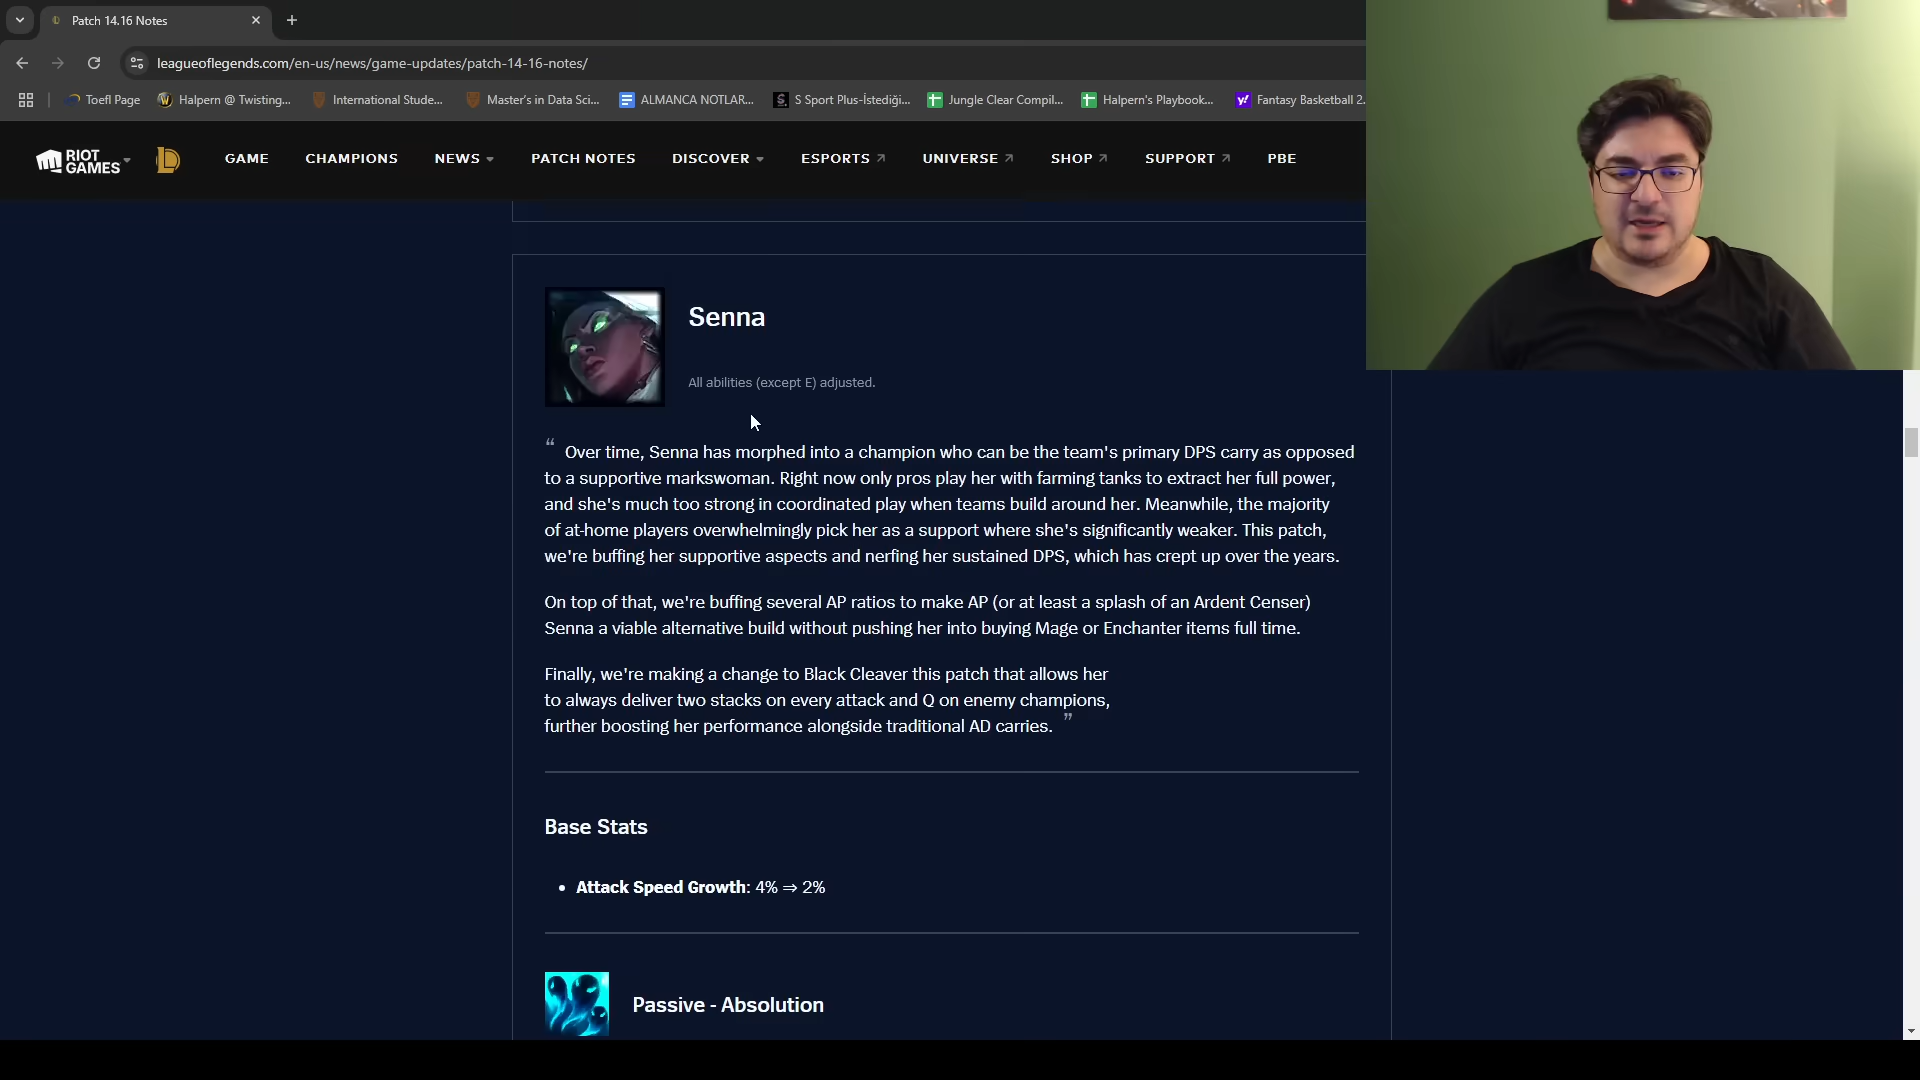 Patch 14.16 Notes
leagueoflegends.com/en-us/news/game-updates/patch-14-16-notes/
Toefl Page
Halpern @ Twisting...
International Stude...
Master's in Data Sci...
ALMANCA NOTLAR...
S Sport Plus-İstediği...
Jungle Clear Compil...
Halpern's Playbook...
Fantasy Basketball 2...
RIOT GAMES
GAME
CHAMPIONS
NEWS
PATCH NOTES
DISCOVER
ESPORTS
UNIVERSE
SHOP
SUPPORT
PBE
Senna
All abilities (except E) adjusted.
“ Over time, Senna has morphed into a champion who can be the team's primary DPS carry as opposed
to a supportive markswoman. Right now only pros play her with farming tanks to extract her full power,
and she's much too strong in coordinated play when teams build around her. Meanwhile, the majority
of at-home players overwhelmingly pick her as a support where she's significantly weaker. This patch,
we're buffing her supportive aspects and nerfing her sustained DPS, which has crept up over the years.
On top of that, we're buffing several AP ratios to make AP (or at least a splash of an Ardent Censer)
Senna a viable alternative build without pushing her into buying Mage or Enchanter items full time.
Finally, we're making a change to Black Cleaver this patch that allows her
to always deliver two stacks on every attack and Q on enemy champions,
further boosting her performance alongside traditional AD carries. ”
Base Stats
• Attack Speed Growth: 4% ⇒ 2%
Passive - Absolution